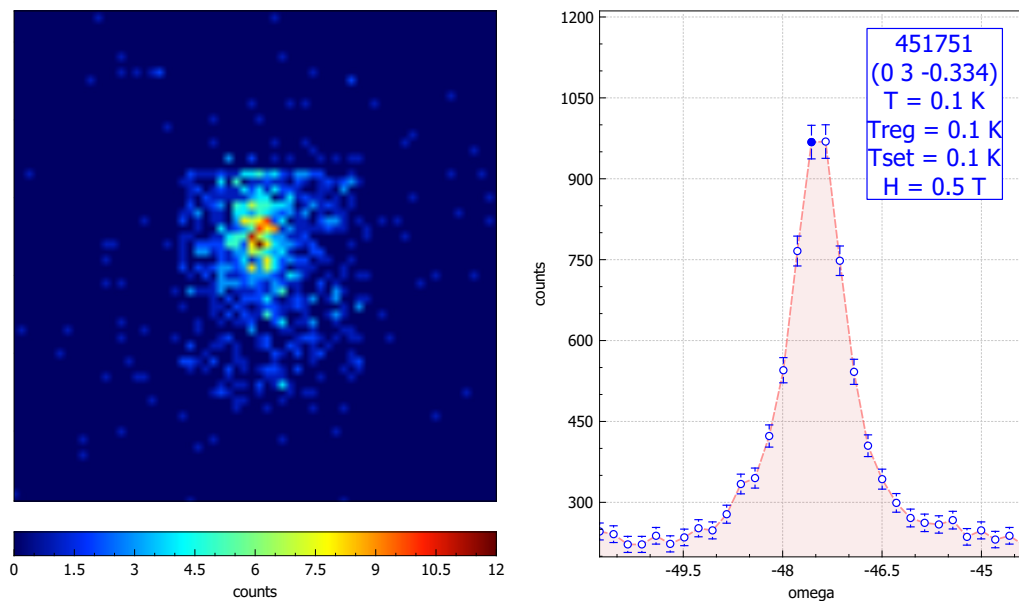 0 1.5 3 4.5 6 7.5 9 10.5 12
counts
1200
1050
900
750
600
450
300
counts
-49.5 -48 -46.5 -45
omega
451751
(0 3 -0.334)
T = 0.1 K
Treg = 0.1 K
Tset = 0.1 K
H = 0.5 T